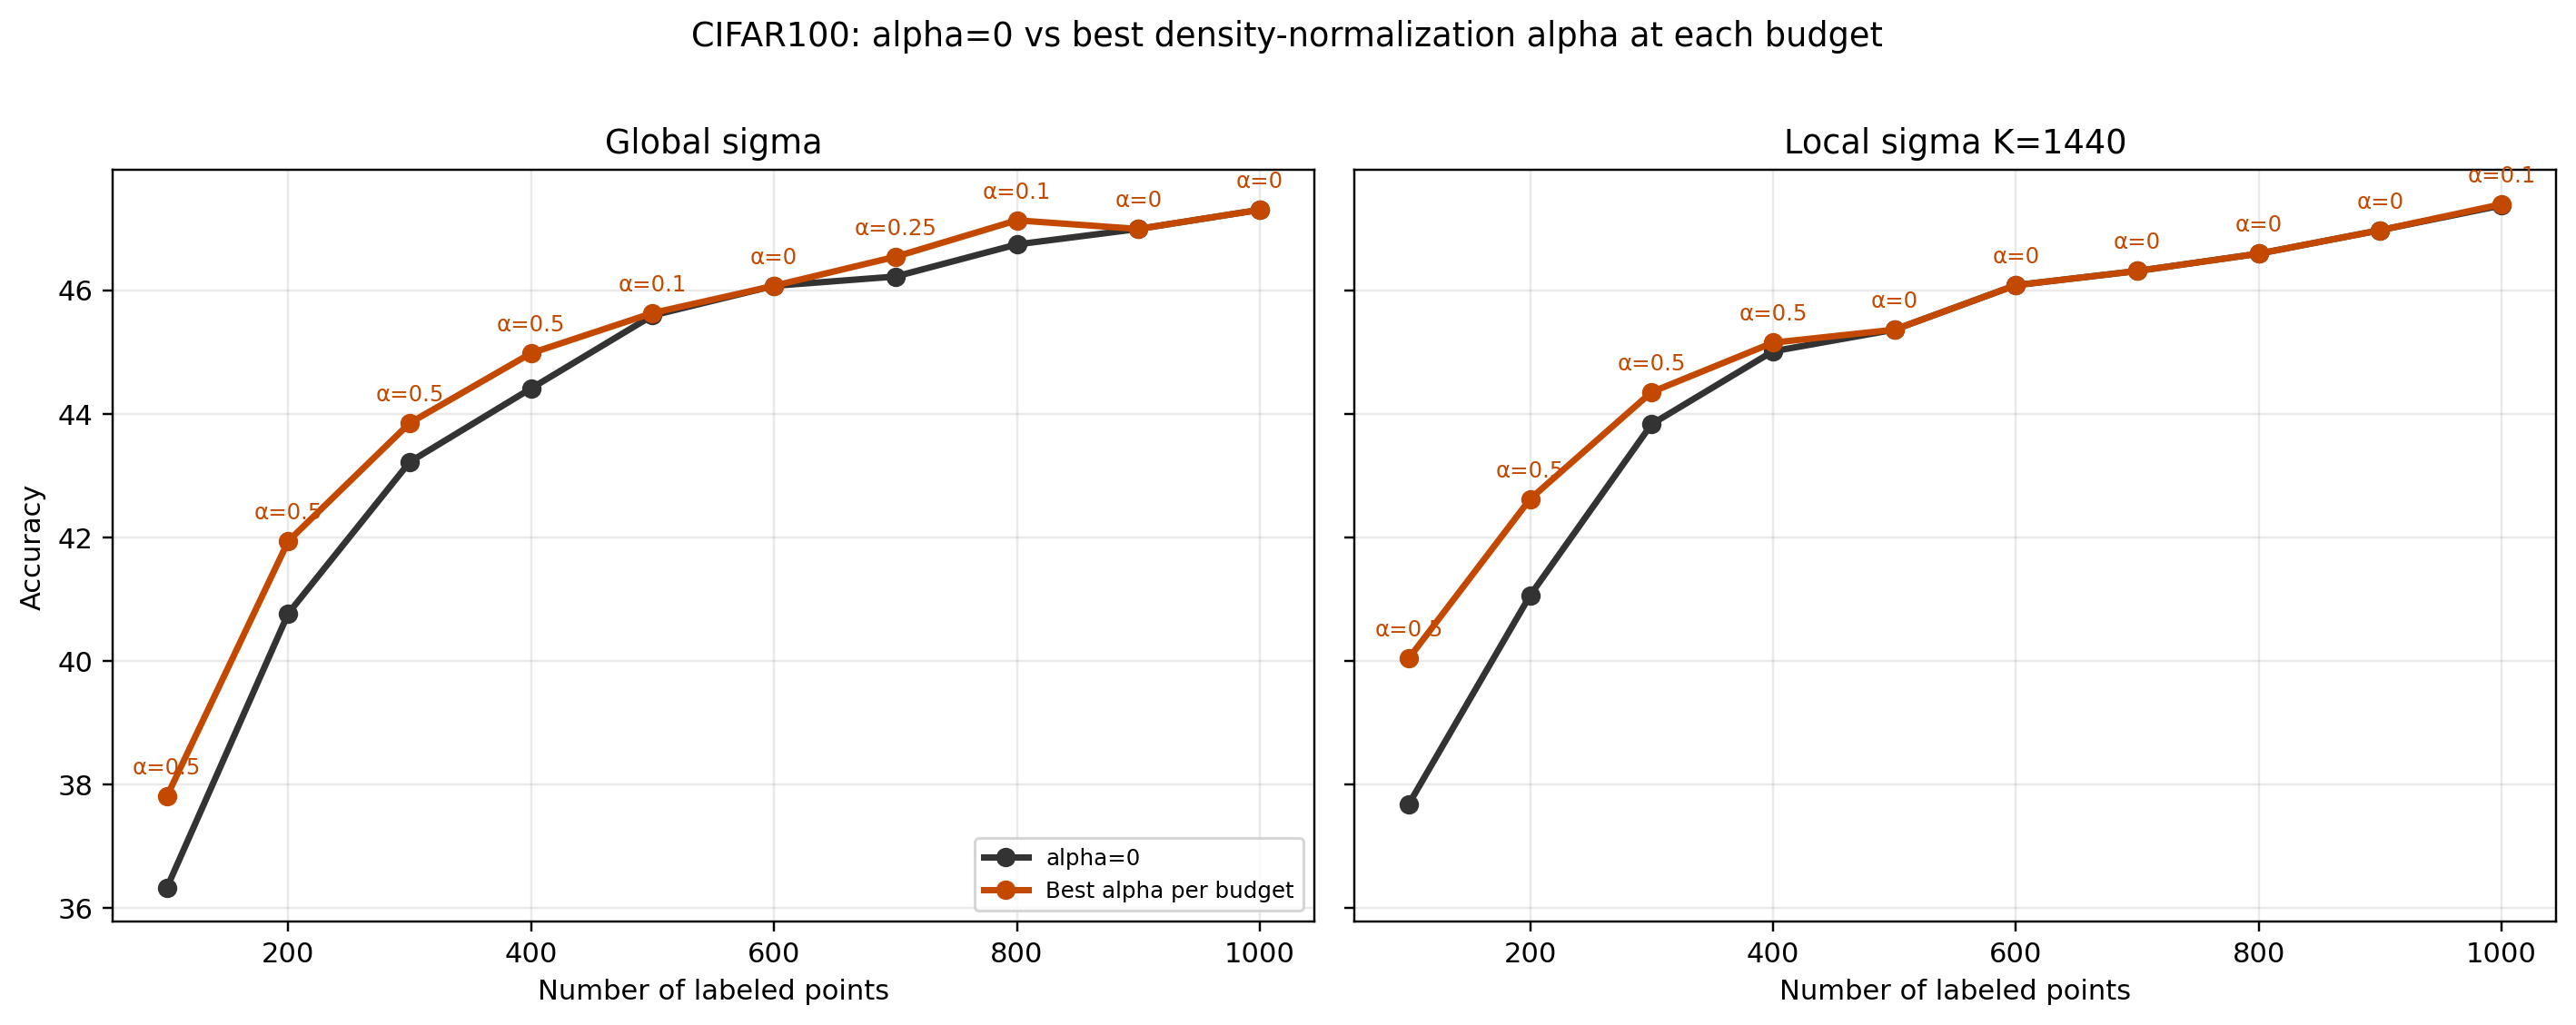 CIFAR100: alpha=0 vs best density-normalization alpha at each budget
Global sigma
Accuracy
46
44
42
40
38
36
α=0.5
α=0.5
α=0.5
α=0.5
α=0.1
α=0
α=0.25
α=0.1
α=0
α=0
alpha=0
Best alpha per budget
200 400 600 800 1000
Number of labeled points
Local sigma K=1440
α=0.5
α=0.5
α=0.5
α=0.5
α=0
α=0
α=0
α=0
α=0
α=0.1
200 400 600 800 1000
Number of labeled points